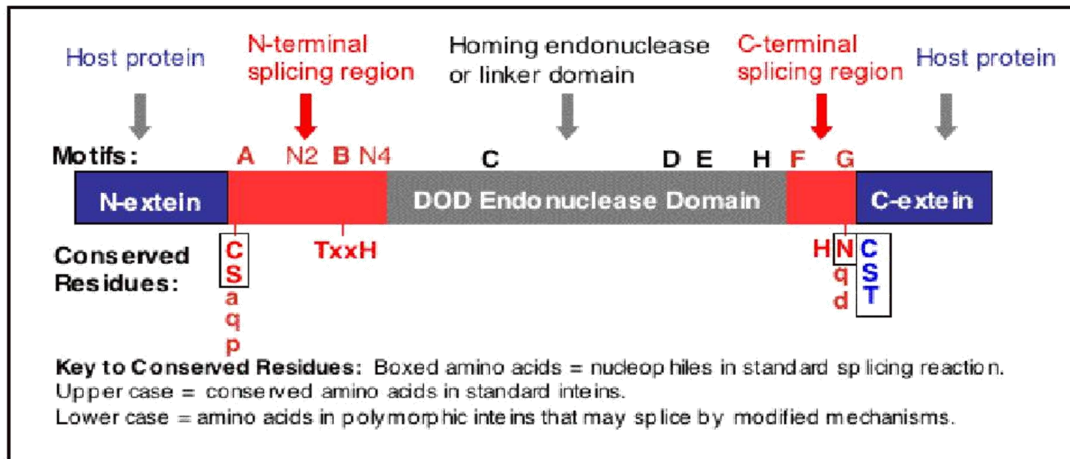 Host protein
N-terminal
splicing region
Homing endonuclease
or linker domain
C-terminal
splicing region
Host protein
Motifs: A N2 B N4 C D E H F G
N-extein DOD Endonuclease Domain C-extein
Conserved
Residues:
C
S
a
q
p
TxxH
H N C
q S
d T
Key to Conserved Residues: Boxed amino acids = nucleophiles in standard splicing reaction.
Upper case = conserved amino acids in standard inteins.
Lower case = amino acids in polymorphic inteins that may splice by modified mechanisms.